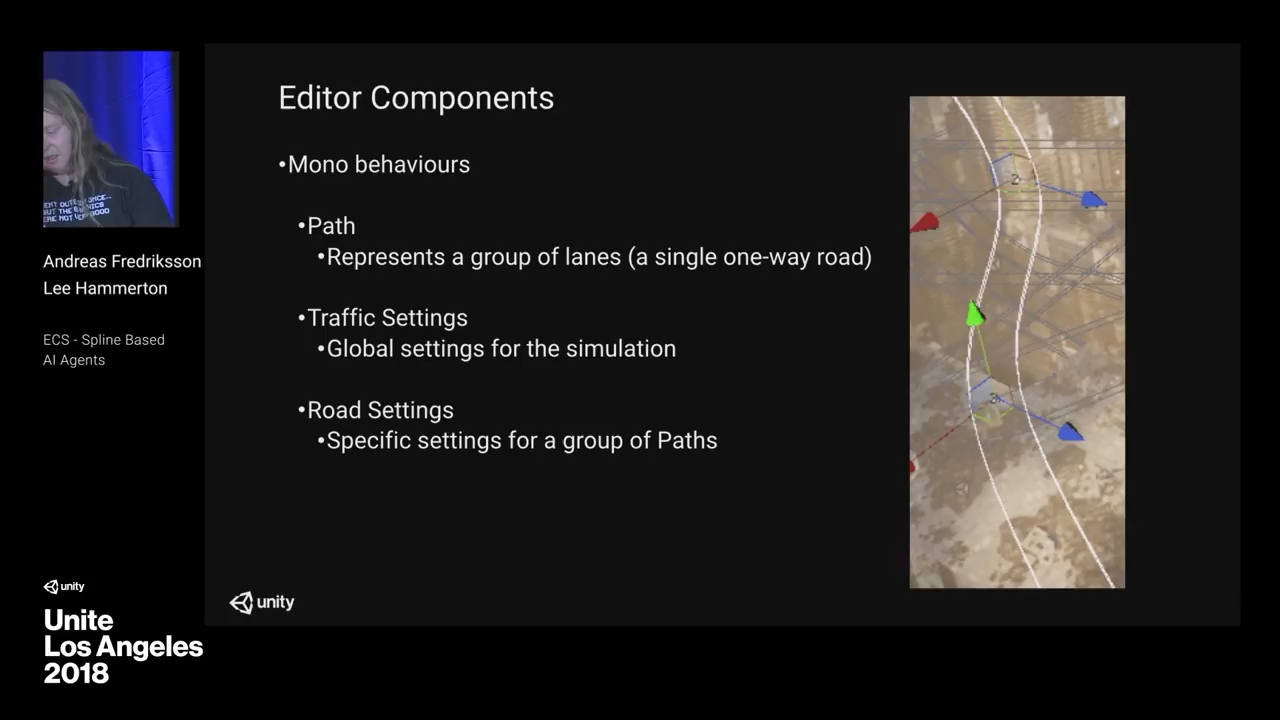 Editor Components
•Mono behaviours
•Path
•Represents a group of lanes (a single one-way road)
•Traffic Settings
•Global settings for the simulation
•Road Settings
•Specific settings for a group of Paths
unity
Andreas Fredriksson
Lee Hammerton
ECS - Spline Based
AI Agents
unity
Unite
Los Angeles
2018